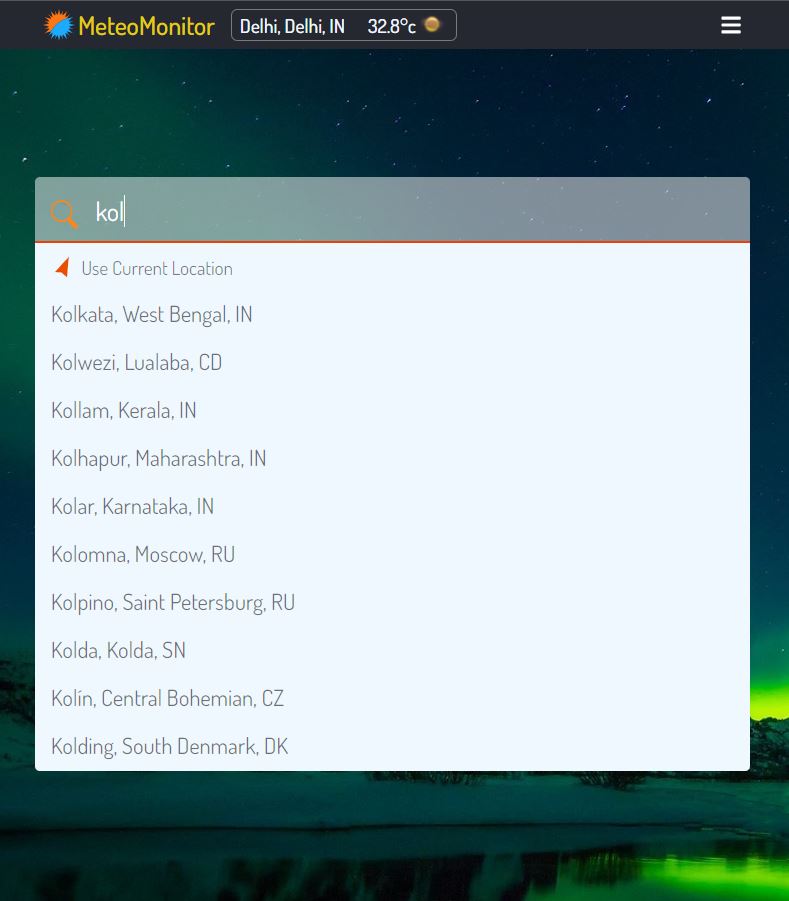 MeteoMonitor
Delhi, Delhi, IN 32.8°c
kol
Use Current Location
Kolkata, West Bengal, IN
Kolwezi, Lualaba, CD
Kollam, Kerala, IN
Kolhapur, Maharashtra, IN
Kolar, Karnataka, IN
Kolomna, Moscow, RU
Kolpino, Saint Petersburg, RU
Kolda, Kolda, SN
Kolín, Central Bohemian, CZ
Kolding, South Denmark, DK